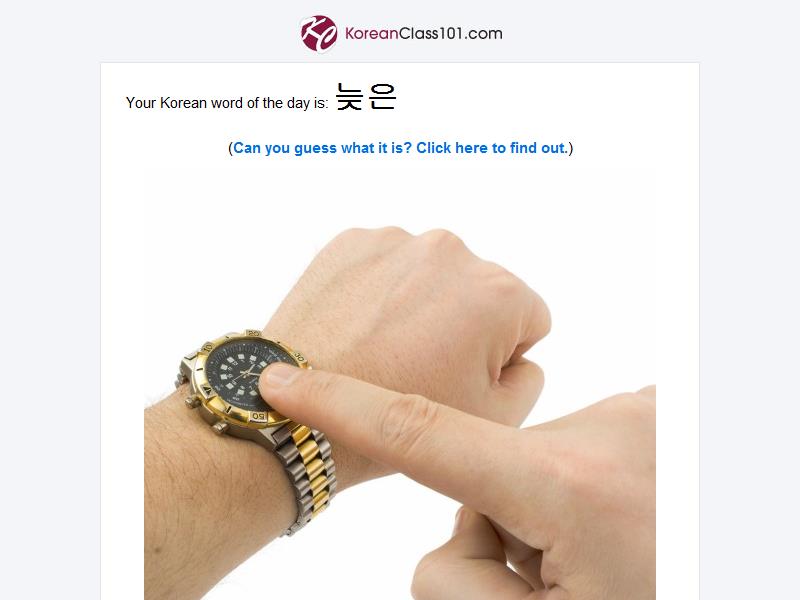 KoreanClass101.com
Your Korean word of the day is: 늦은
(Can you guess what it is? Click here to find out.)